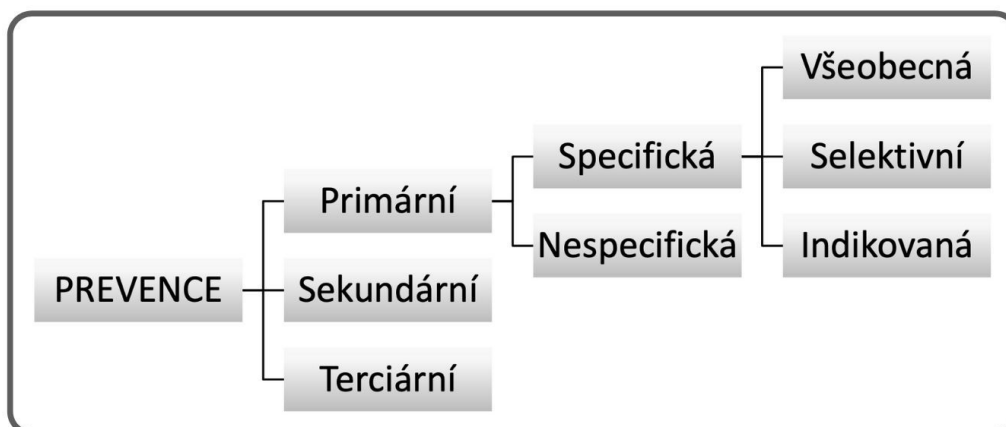 PREVENCE
Primární
Sekundární
Terciární
Specifická
Nespecifická
Všeobecná
Selektivní
Indikovaná